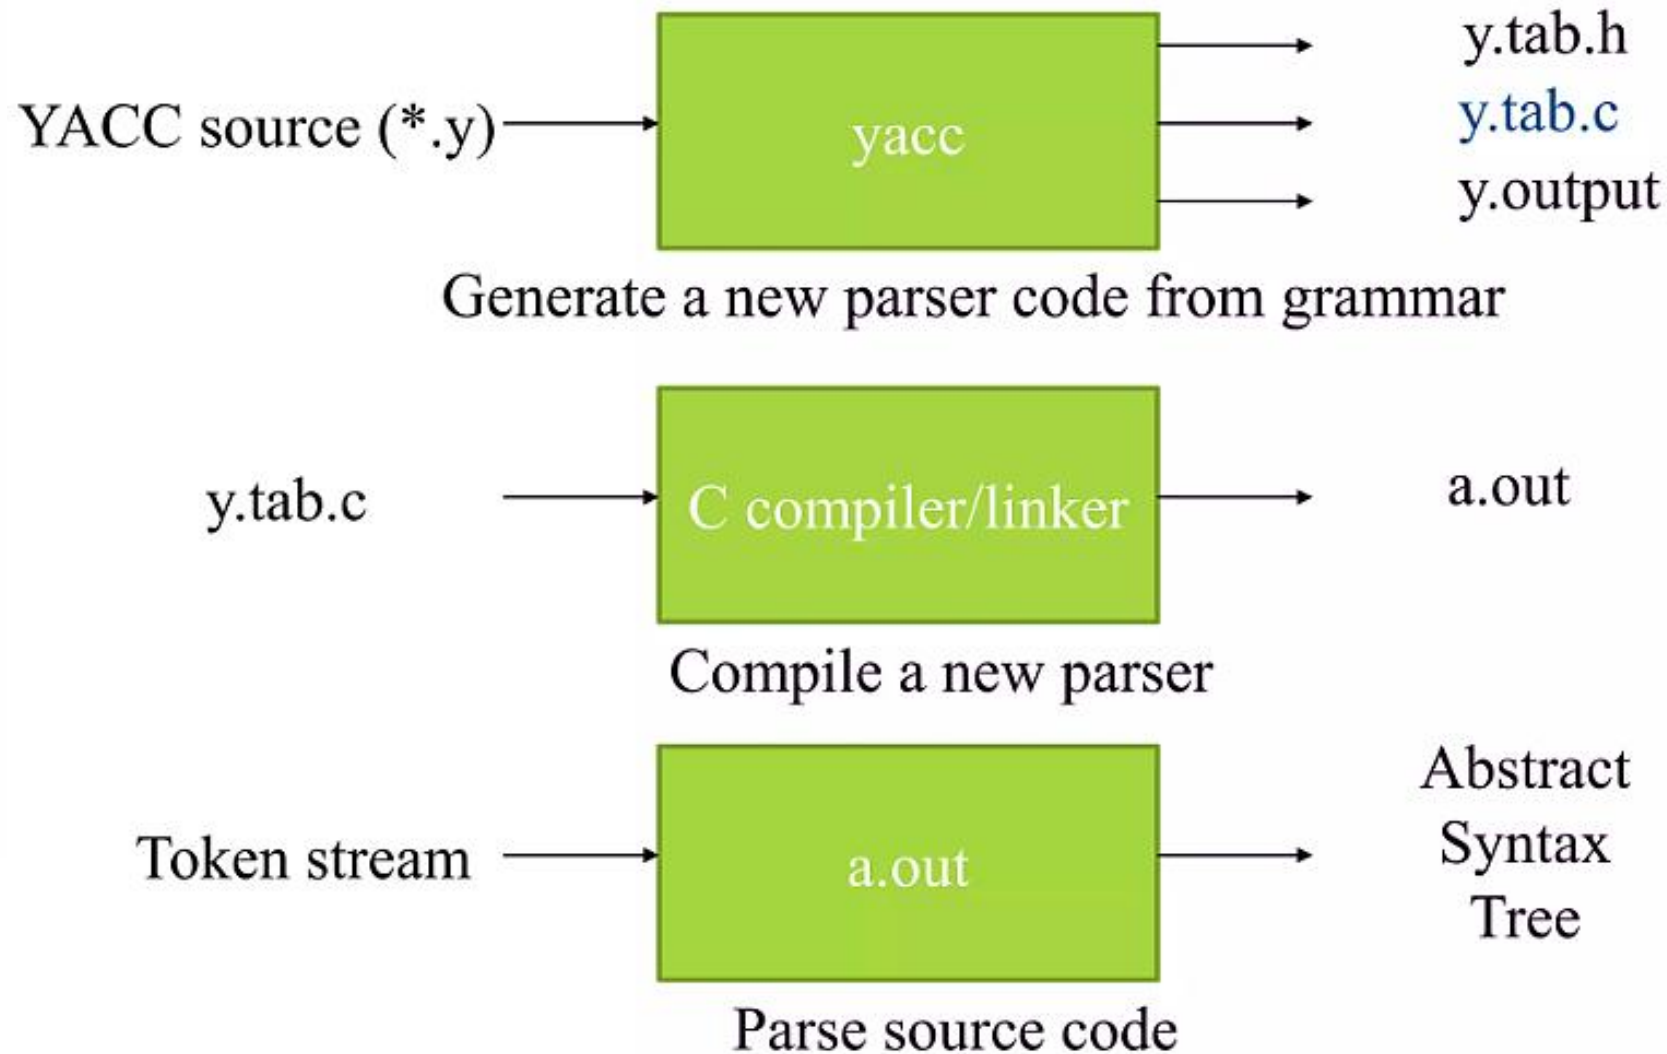 y.tab.h
YACC source (*.y)
yacc
y.tab.c
y.output
Generate a new parser code from grammar
y.tab.c
C compiler/linker
a.out
Compile a new parser
Token stream
a.out
Abstract
Syntax
Tree
Parse source code